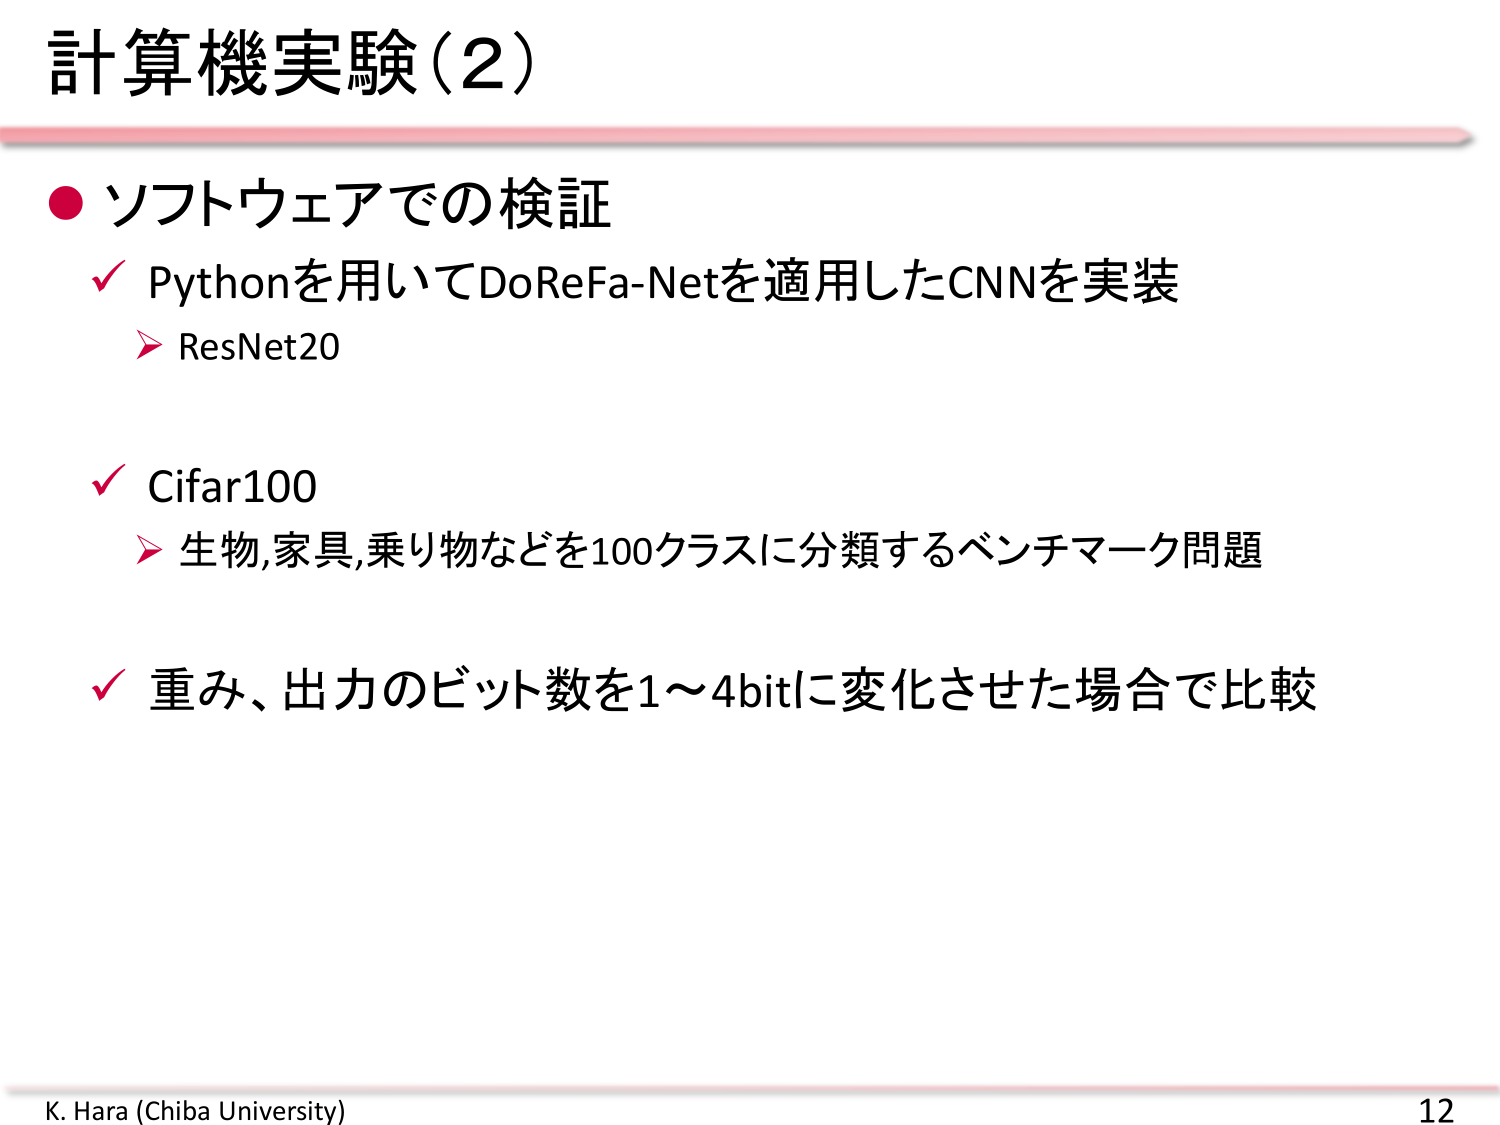 計算機実験（２）
ソフトウェアでの検証
Pythonを用いてDoReFa-Netを適用したCNNを実装
ResNet20
Cifar100
生物,家具,乗り物などを100クラスに分類するベンチマーク問題
重み、出力のビット数を1～4bitに変化させた場合で比較
K. Hara (Chiba University)
12